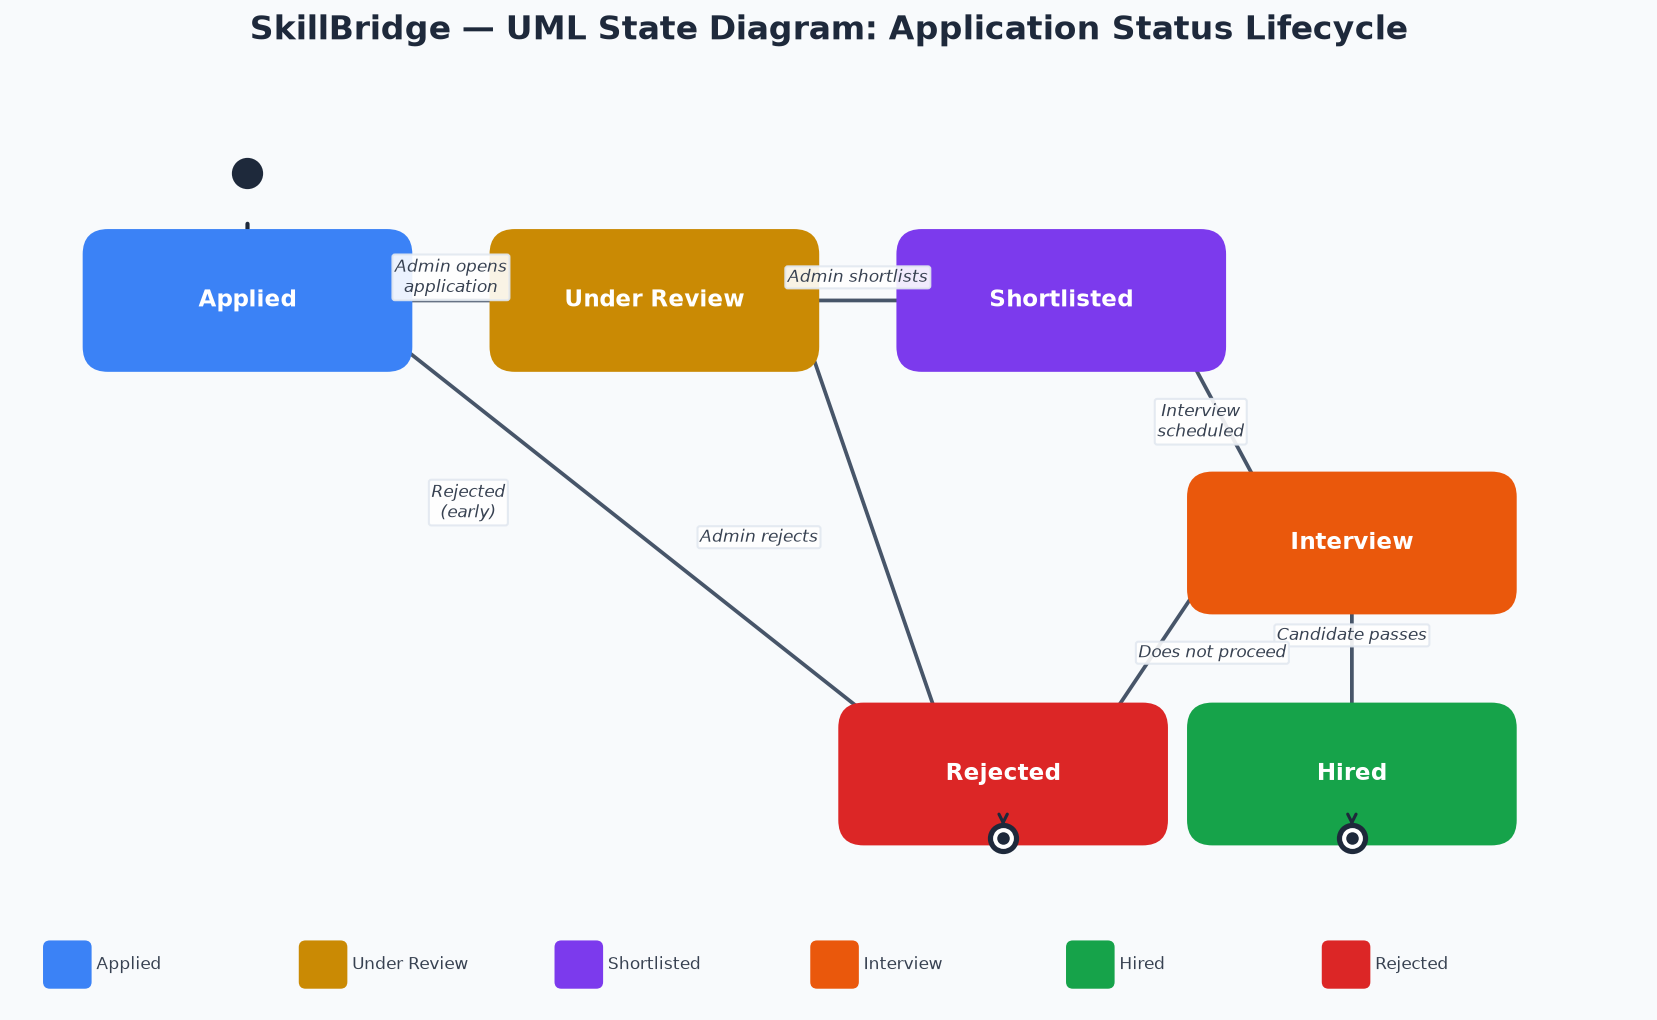 SkillBridge — UML State Diagram: Application Status Lifecycle
Applied
Admin opens
application
Under Review
Admin shortlists
Shortlisted
Interview
scheduled
Rejected
(early)
Admin rejects
Interview
Does not proceed
Candidate passes
Rejected
Hired
Applied
Under Review
Shortlisted
Interview
Hired
Rejected